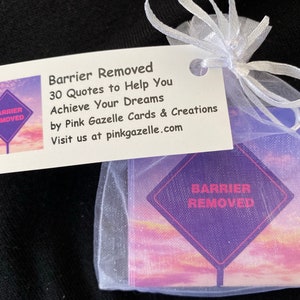 Barrier Removed
30 Quotes to Help You
Achieve Your Dreams
by Pink Gazelle Cards & Creations
Visit us at pinkgazelle.com
BARRIER
REMOVED
BARRIER
REMOVED